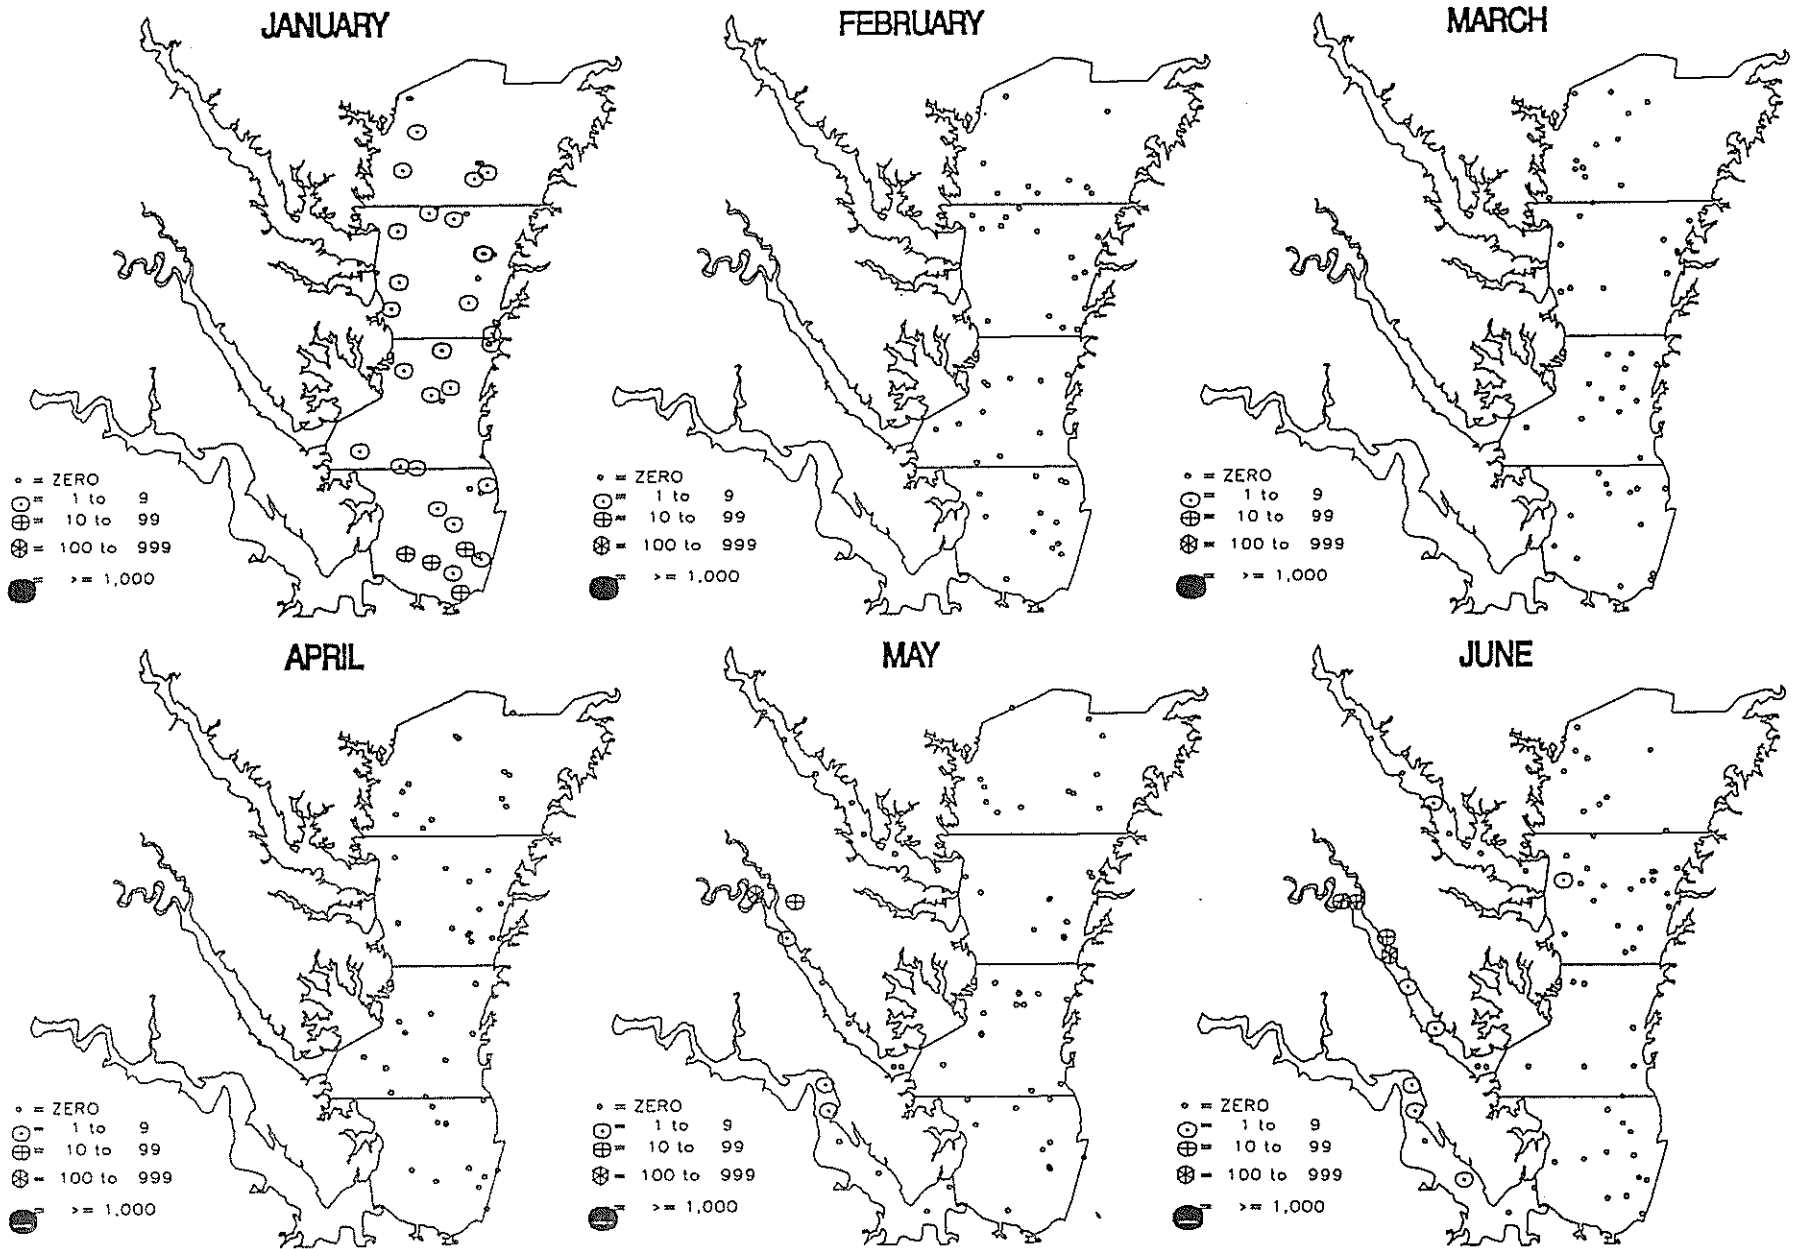 JANUARY
FEBRUARY
MARCH
= ZERO
= 1 to 9
= 10 to 99
= 100 to 999
= >= 1,000
= ZERO
= 1 to 9
= 10 to 99
= 100 to 999
= >= 1,000
= ZERO
= 1 to 9
= 10 to 99
= 100 to 999
= >= 1,000
APRIL
MAY
JUNE
= ZERO
= 1 to 9
= 10 to 99
= 100 to 999
= >= 1,000
= ZERO
= 1 to 9
= 10 to 99
= 100 to 999
= >= 1,000
= ZERO
= 1 to 9
= 10 to 99
= 100 to 999
= >= 1,000